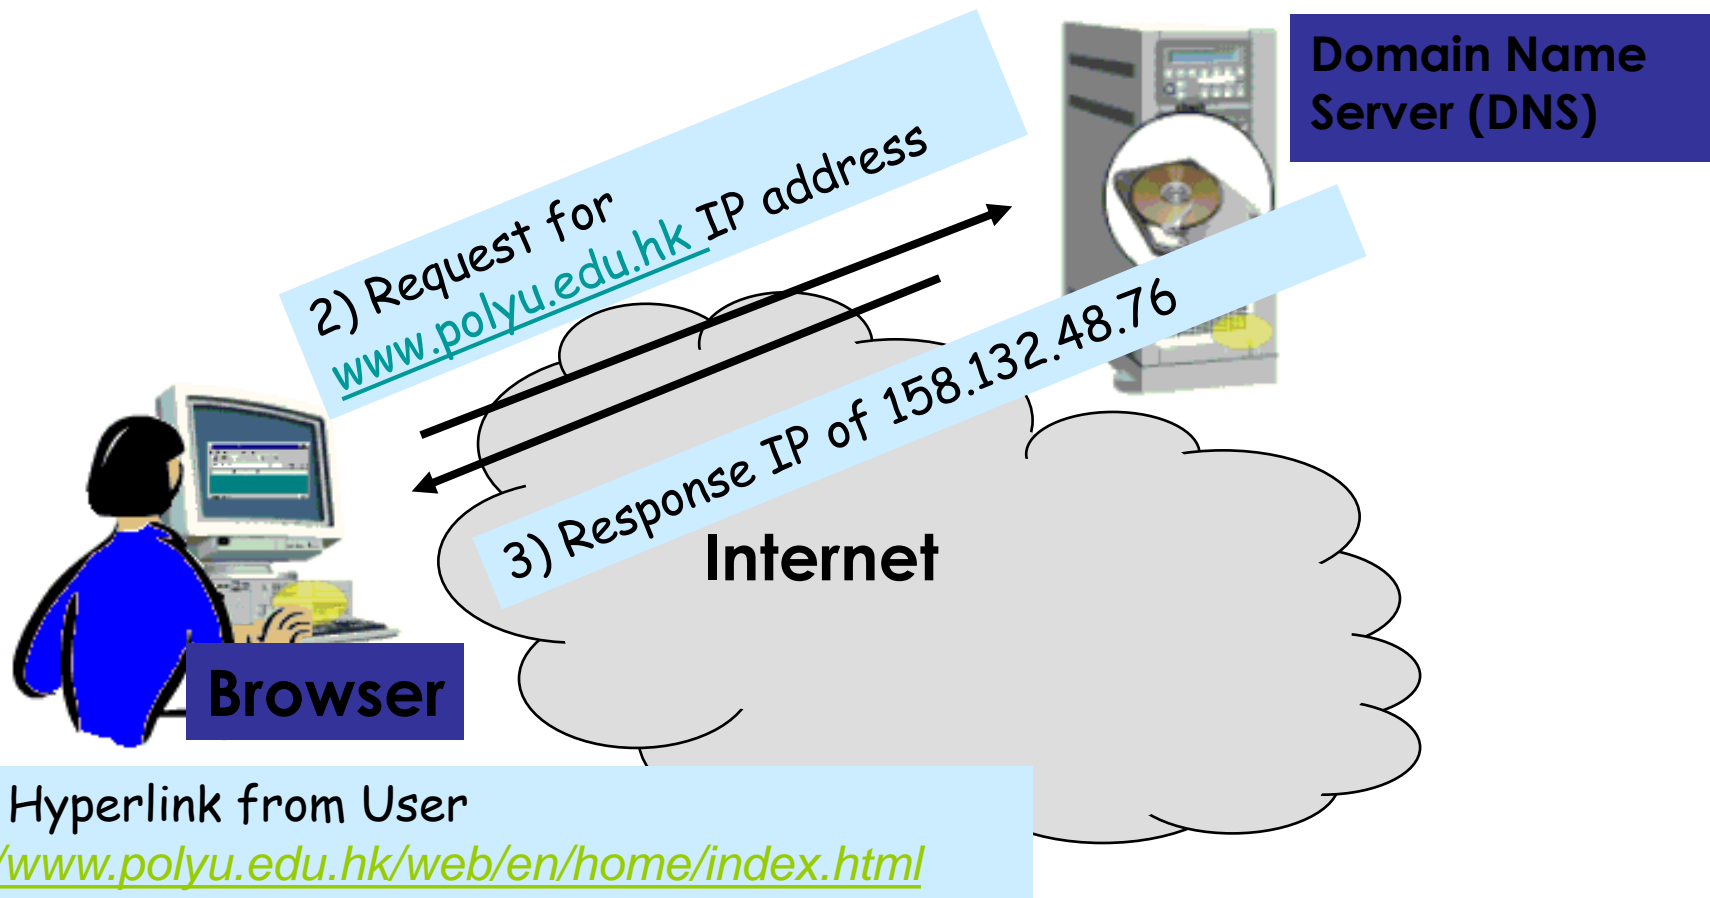 Domain Name
Server (DNS)
2) Request for
www.polyu.edu.hk IP address
3) Response IP of 158.132.48.76
Internet
Browser
Hyperlink from User
/www.polyu.edu.hk/web/en/home/index.html